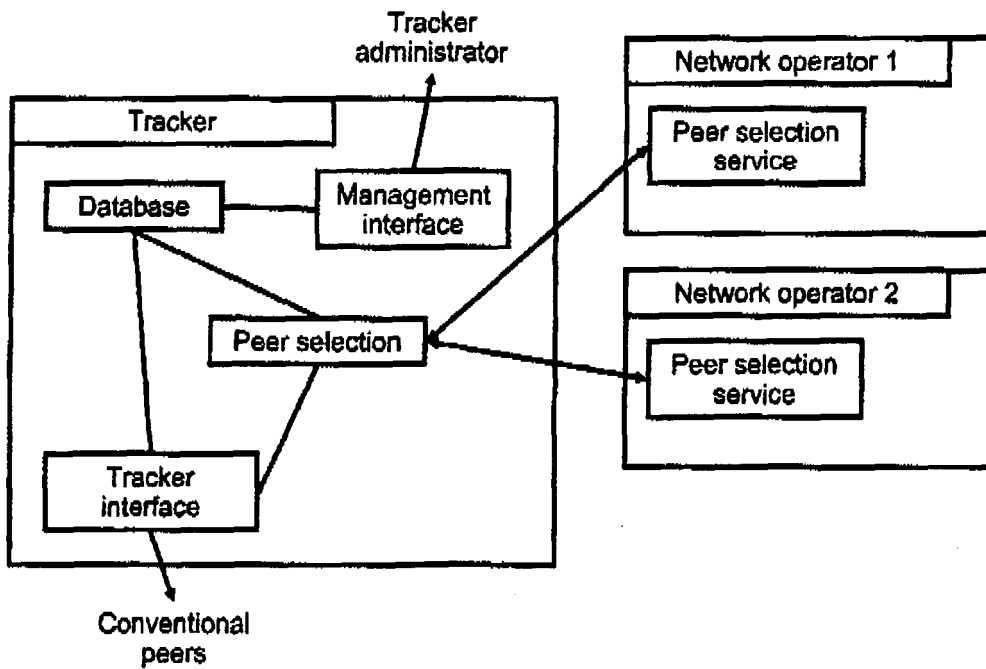 Tracker
administrator
Network operator 1
Tracker
Peer selection
service
Management
interface
Database
Network operator 2
Peer selection
Peer selection
service
Tracker
interface
Conventional
peers